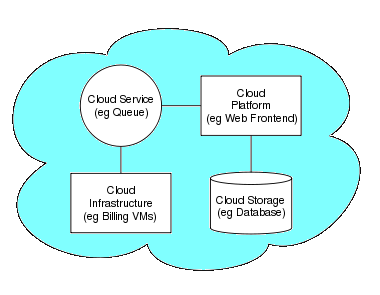 Cloud Service
(eg Queue)
Cloud
Platform
(eg Web Frontend)
Cloud
Infrastructure
(eg Billing VMs)
Cloud Storage
(eg Database)